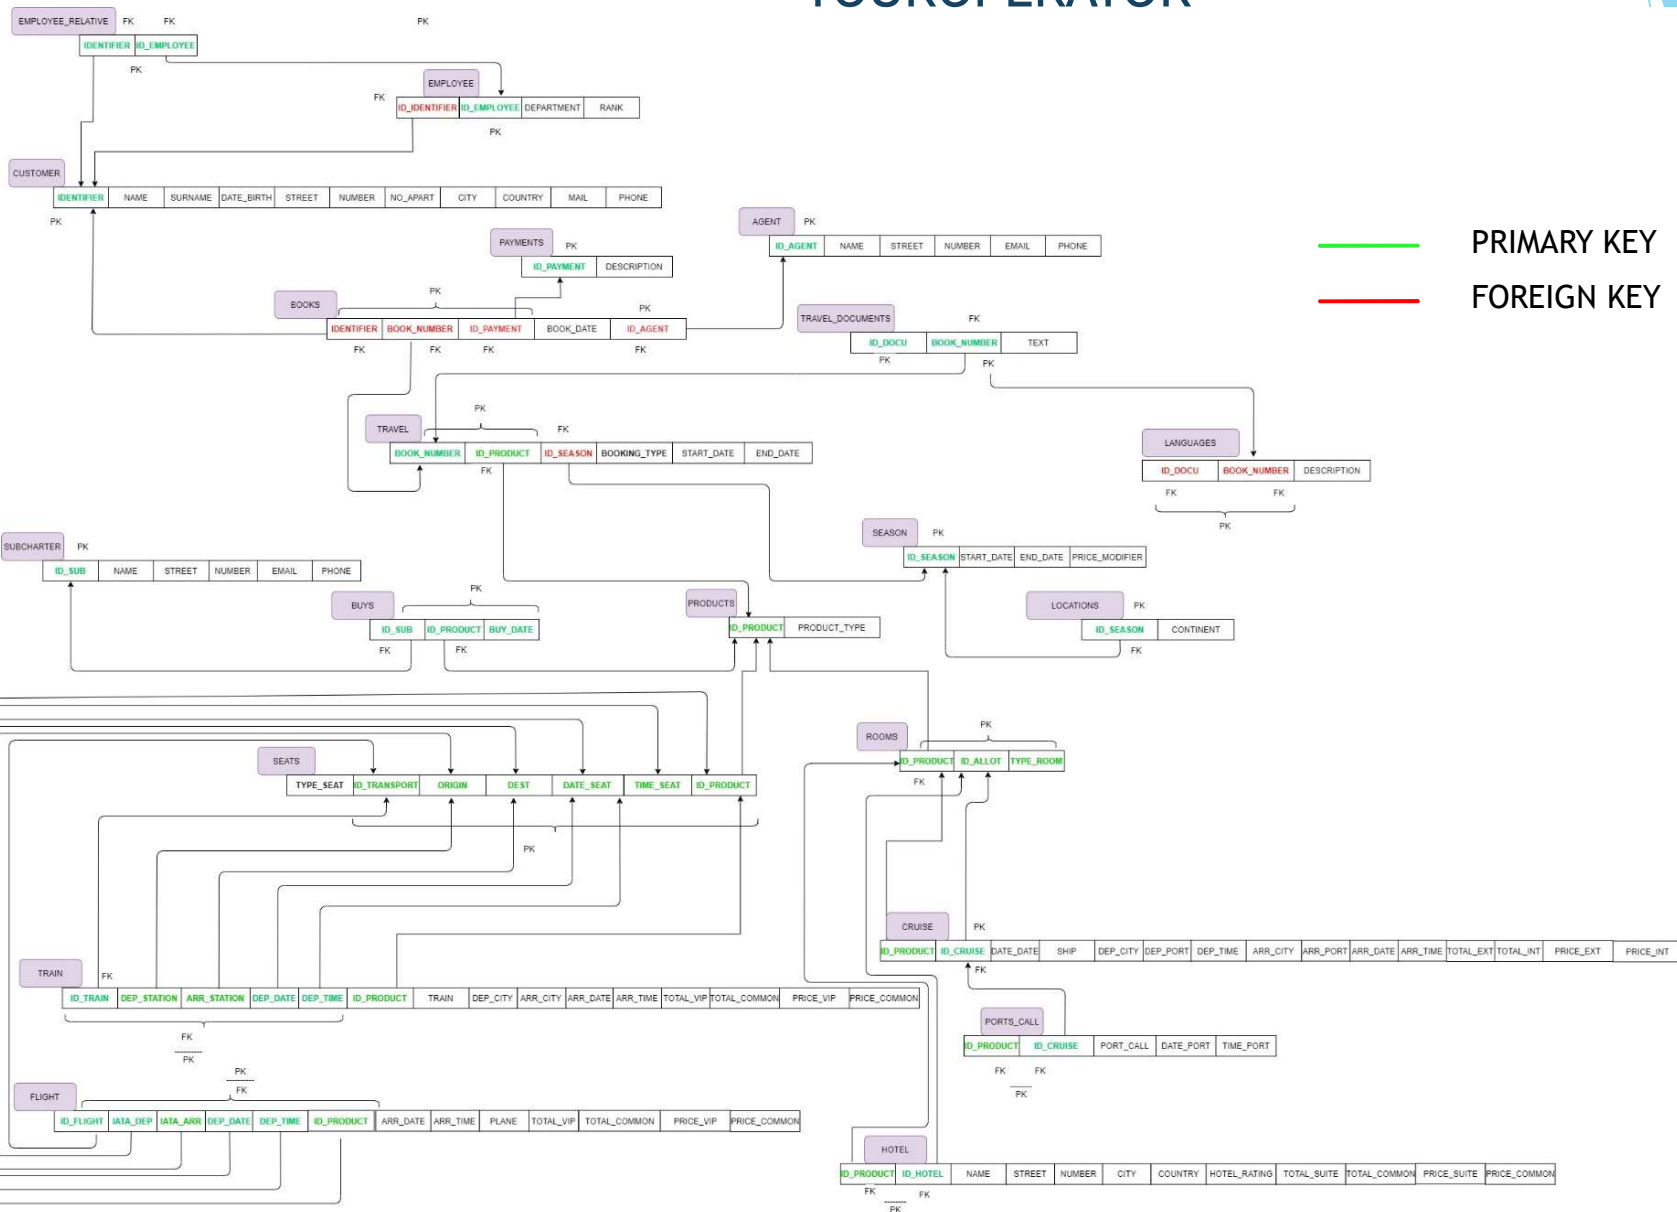 TOUROPERATOR
EMPLOYEE_RELATIVE FK FK PK
IDENTIFIER ID_EMPLOYEE
PK
EMPLOYEE
FK
ID_IDENTIFIER ID_EMPLOYEE DEPARTMENT RANK
PK
CUSTOMER
IDENTIFIER NAME SURNAME DATE_BIRTH STREET NUMBER NO_APART CITY COUNTRY MAIL PHONE
PK
AGENT PK
ID_AGENT NAME STREET NUMBER EMAIL PHONE
PRIMARY KEY
FOREIGN KEY
PAYMENTS PK
ID_PAYMENT DESCRIPTION
BOOKS PK PK
IDENTIFIER BOOK_NUMBER ID_PAYMENT BOOK_DATE ID_AGENT
FK FK FK FK
TRAVEL_DOCUMENTS FK
ID_DOCU BOOK_NUMBER TEXT
PK PK
TRAVEL PK FK
BOOK_NUMBER ID_PRODUCT ID_SEASON BOOKING_TYPE START_DATE END_DATE
FK
LANGUAGES
ID_DOCU BOOK_NUMBER DESCRIPTION
FK FK
PK
SUBCHARTER PK
ID_SUB NAME STREET NUMBER EMAIL PHONE
SEASON PK
ID_SEASON START_DATE END_DATE PRICE_MODIFIER
BUYS PK
ID_SUB ID_PRODUCT BUY_DATE
FK FK
PRODUCTS
ID_PRODUCT PRODUCT_TYPE
LOCATIONS PK
ID_SEASON CONTINENT
FK
SEATS
TYPE_SEAT ID_TRANSPORT ORIGIN DEST DATE_SEAT TIME_SEAT ID_PRODUCT
PK
ROOMS PK
ID_PRODUCT ID_ALLOT TYPE_ROOM
FK
CRUISE PK
ID_PRODUCT ID_CRUISE DATE_DATE SHIP DEP_CITY DEP_PORT DEP_TIME ARR_CITY ARR_PORT ARR_DATE ARR_TIME TOTAL_EXT TOTAL_INT PRICE_EXT PRICE_INT
FK
TRAIN FK
ID_TRAIN DEP_STATION ARR_STATION DEP_DATE DEP_TIME ID_PRODUCT TRAIN DEP_CITY ARR_CITY ARR_DATE ARR_TIME TOTAL_VIP TOTAL_COMMON PRICE_VIP PRICE_COMMON
FK
PK
PORTS_CALL
ID_PRODUCT ID_CRUISE PORT_CALL DATE_PORT TIME_PORT
FK FK
PK
PK
FK
FLIGHT
ID_FLIGHT IATA_DEP IATA_ARR DEP_DATE DEP_TIME ID_PRODUCT ARR_DATE ARR_TIME PLANE TOTAL_VIP TOTAL_COMMON PRICE_VIP PRICE_COMMON
HOTEL
ID_PRODUCT ID_HOTEL NAME STREET NUMBER CITY COUNTRY HOTEL_RATING TOTAL_SUITE TOTAL_COMMON PRICE_SUITE PRICE_COMMON
FK FK
PK